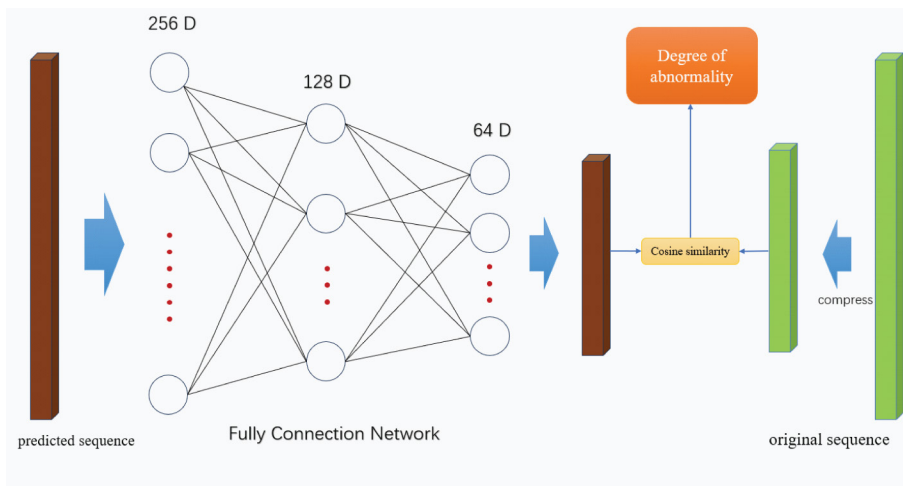 256 D
128 D
64 D
Degree of
abnormality
Cosine similarity
compress
predicted sequence
Fully Connection Network
original sequence